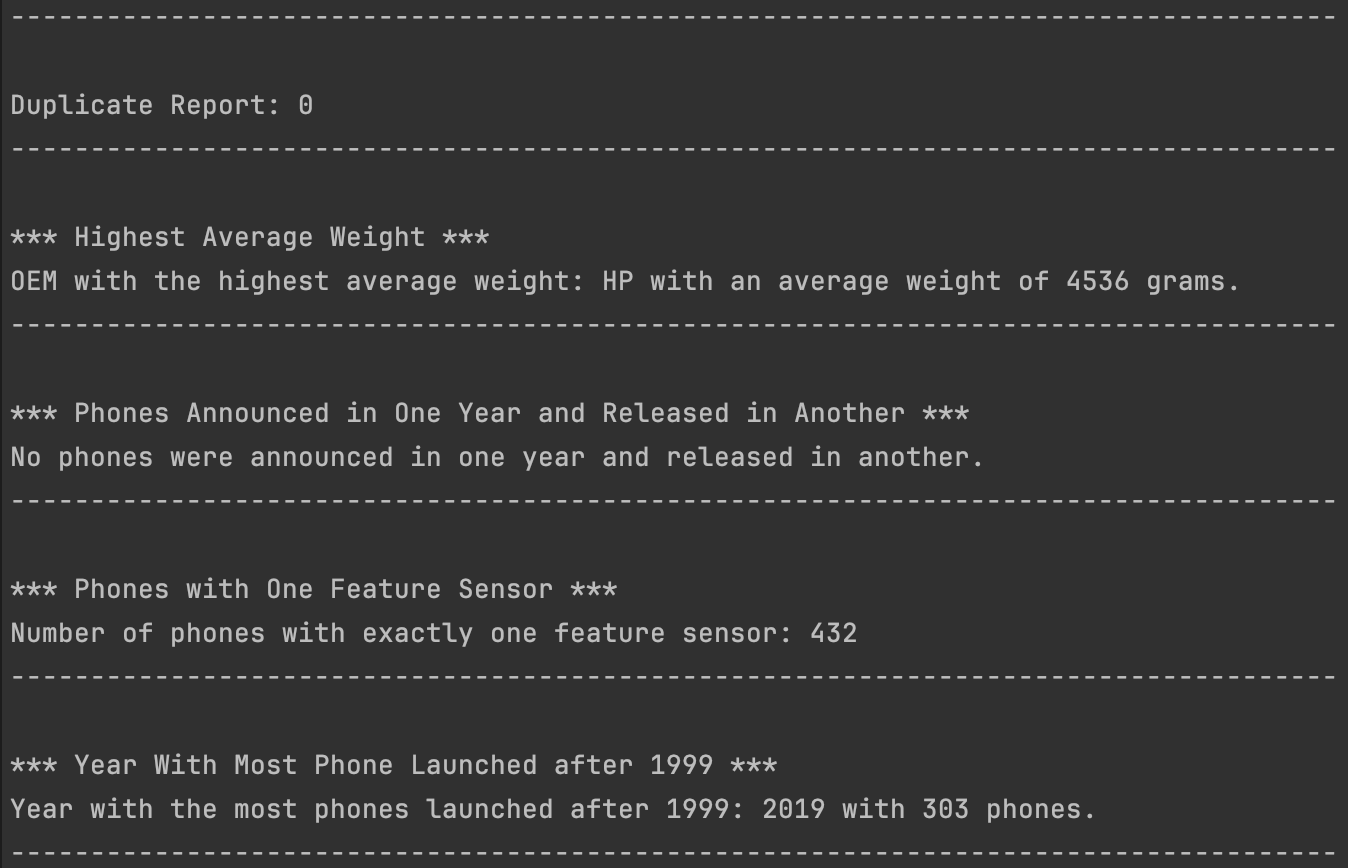 -----------------------------------------------------------------------------------
Duplicate Report: 0
-----------------------------------------------------------------------------------
*** Highest Average Weight ***
OEM with the highest average weight: HP with an average weight of 4536 grams.
-----------------------------------------------------------------------------------
*** Phones Announced in One Year and Released in Another ***
No phones were announced in one year and released in another.
-----------------------------------------------------------------------------------
*** Phones with One Feature Sensor ***
Number of phones with exactly one feature sensor: 432
-----------------------------------------------------------------------------------
*** Year With Most Phone Launched after 1999 ***
Year with the most phones launched after 1999: 2019 with 303 phones.
-----------------------------------------------------------------------------------